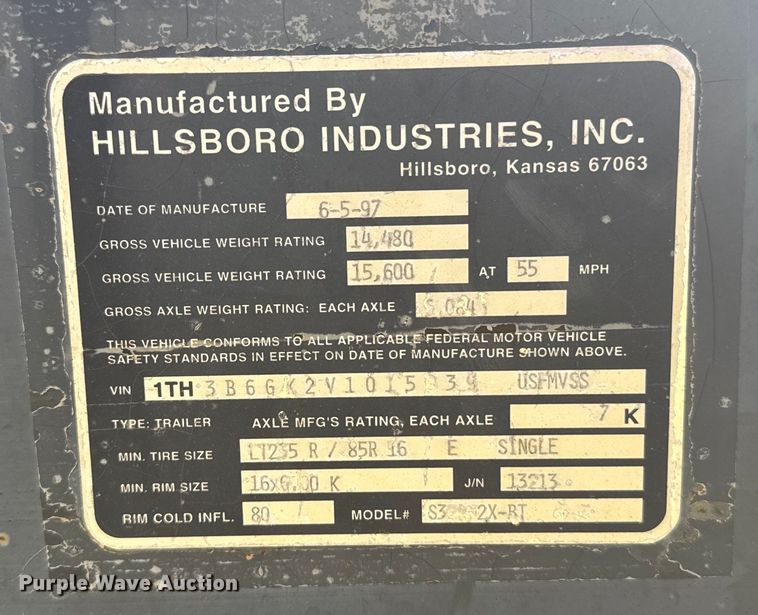 Manufactured By
HILLSBORO INDUSTRIES, INC.
Hillsboro, Kansas 67063
DATE OF MANUFACTURE 6-5-97
GROSS VEHICLE WEIGHT RATING 14,480
GROSS VEHICLE WEIGHT RATING 15,600 AT 55 MPH
GROSS AXLE WEIGHT RATING: EACH AXLE
THIS VEHICLE CONFORMS TO ALL APPLICABLE FEDERAL MOTOR VEHICLE
SAFETY STANDARDS IN EFFECT ON DATE OF MANUFACTURE SHOWN ABOVE.
VIN 1TH USFMVSS
TYPE: TRAILER AXLE MFG'S RATING, EACH AXLE 7 K
MIN. TIRE SIZE LT235 R / 85R 16 E SINGLE
MIN. RIM SIZE K J/N 13213
RIM COLD INFL. 80 MODEL#
Purple Wave Auction